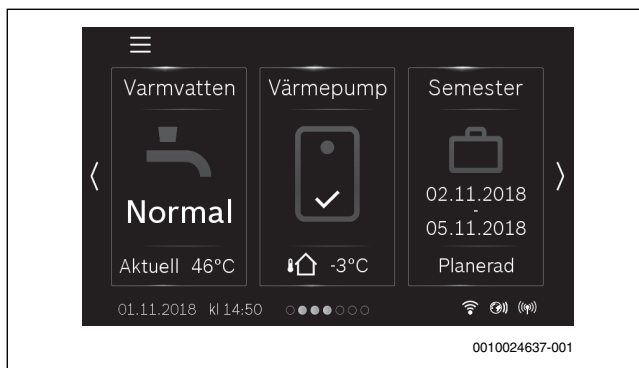 Varmvatten
Normal
Aktuell 46°C
Värmepump
-3°C
Semester
02.11.2018
-
05.11.2018
Planerad
01.11.2018 kl 14:50
0010024637-001